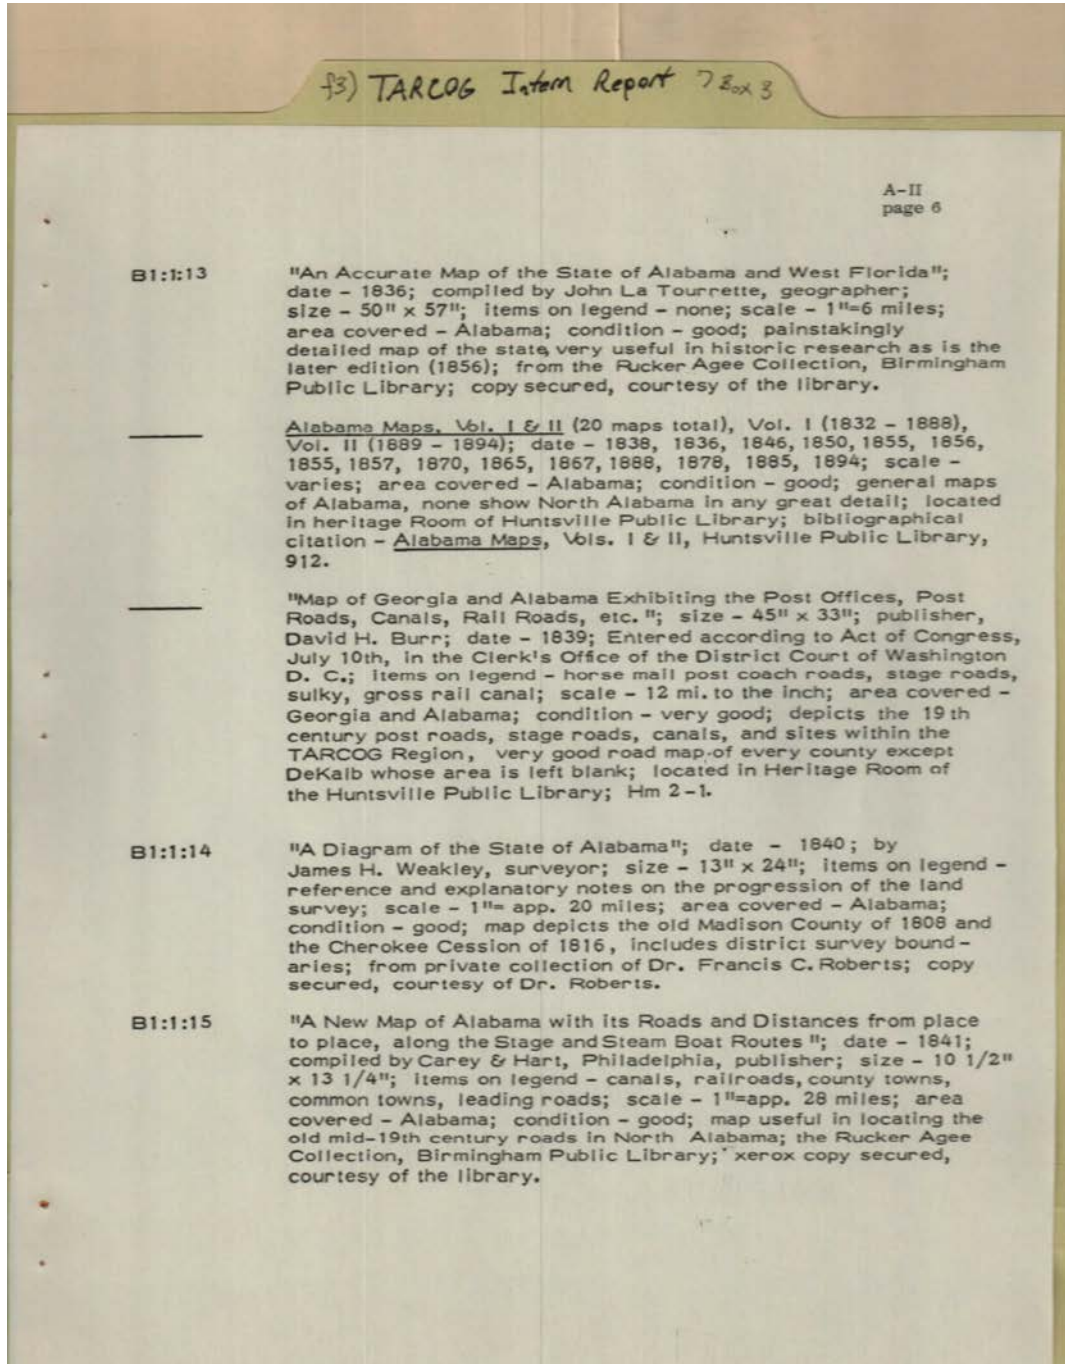 f3) TARCOG Intern Report 7 Box 3
A-II
page 6
B1:1:13 "An Accurate Map of the State of Alabama and West Florida";
date - 1836; compiled by John La Tourrette, geographer;
size - 50" x 57"; items on legend - none; scale - 1"=6 miles;
area covered - Alabama; condition - good; painstakingly
detailed map of the state, very useful in historic research as is the
later edition (1856); from the Rucker Agee Collection, Birmingham
Public Library; copy secured, courtesy of the library.
Alabama Maps, Vol. I & II (20 maps total), Vol. I (1832 - 1888),
Vol. II (1889 - 1894); date - 1838, 1836, 1846, 1850, 1855, 1856,
1855, 1857, 1870, 1865, 1867, 1888, 1878, 1885, 1894; scale -
varies; area covered - Alabama; condition - good; general maps
of Alabama, none show North Alabama in any great detail; located
in heritage Room of Huntsville Public Library; bibliographical
citation - Alabama Maps, Vols. I & II, Huntsville Public Library,
912.
"Map of Georgia and Alabama Exhibiting the Post Offices, Post
Roads, Canals, Rail Roads, etc. "; size - 45" x 33"; publisher,
David H. Burr; date - 1839; Entered according to Act of Congress,
July 10th, in the Clerk's Office of the District Court of Washington
D. C.; items on legend - horse mail post coach roads, stage roads,
sulky, gross rail canal; scale - 12 mi. to the inch; area covered -
Georgia and Alabama; condition - very good; depicts the 19th
century post roads, stage roads, canals, and sites within the
TARCOG Region, very good road map of every county except
DeKalb whose area is left blank; located in Heritage Room of
the Huntsville Public Library; Hm 2-1.
B1:1:14 "A Diagram of the State of Alabama"; date - 1840; by
James H. Weakley, surveyor; size - 13" x 24"; items on legend -
reference and explanatory notes on the progression of the land
survey; scale - 1"= app. 20 miles; area covered - Alabama;
condition - good; map depicts the old Madison County of 1808 and
the Cherokee Cession of 1816, includes district survey bound-
aries; from private collection of Dr. Francis C. Roberts; copy
secured, courtesy of Dr. Roberts.
B1:1:15 "A New Map of Alabama with its Roads and Distances from place
to place, along the Stage and Steam Boat Routes "; date - 1841;
compiled by Carey & Hart, Philadelphia, publisher; size - 10 1/2"
x 13 1/4"; items on legend - canals, railroads, county towns,
common towns, leading roads; scale - 1"=app. 28 miles; area
covered - Alabama; condition - good; map useful in locating the
old mid-19th century roads in North Alabama; the Rucker Agee
Collection, Birmingham Public Library; xerox copy secured,
courtesy of the library.